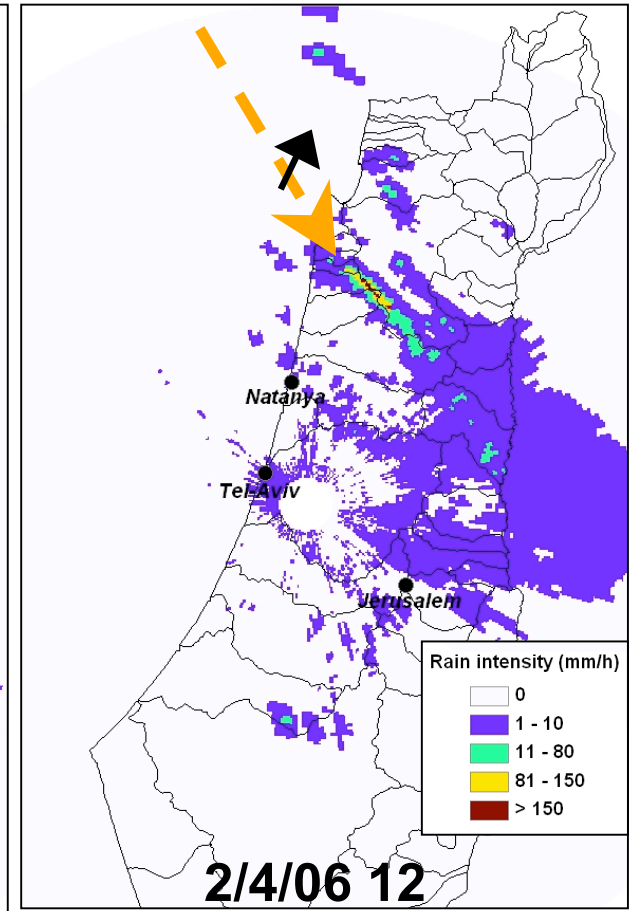 Natanya
Tel-Aviv
Jerusalem
Rain intensity (mm/h)
0
1 - 10
11 - 80
81 - 150
> 150
2/4/06 12